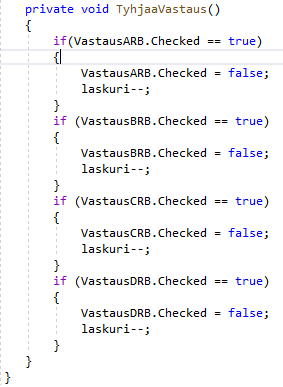 private void TyhjaaVastaus()
{
if(VastausARB.Checked == true)
{
VastausARB.Checked = false;
laskuri--;
}
if (VastausBRB.Checked == true)
{
VastausBRB.Checked = false;
laskuri--;
}
if (VastausCRB.Checked == true)
{
VastausCRB.Checked = false;
laskuri--;
}
if (VastausDRB.Checked == true)
{
VastausDRB.Checked = false;
laskuri--;
}
}
}